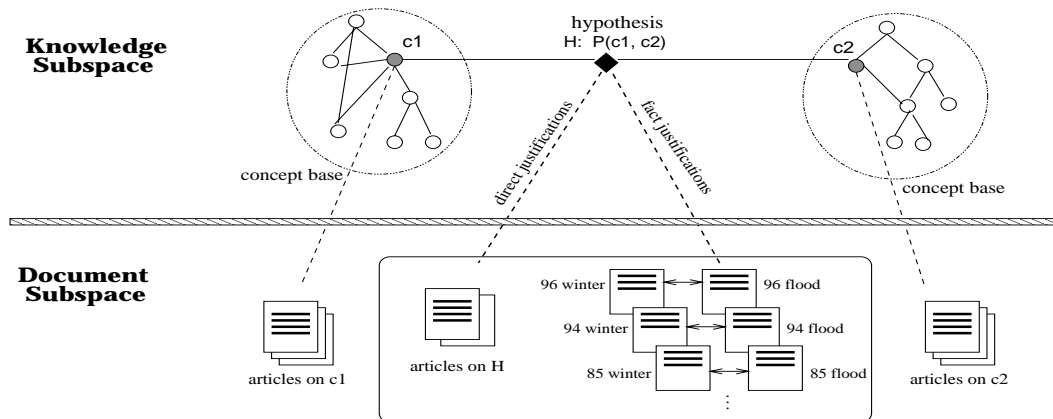 Knowledge
Subspace
c1
hypothesis
H: P(c1, c2)
c2
concept base
direct justifications
fact justifications
concept base
Document
Subspace
articles on c1
articles on H
96 winter
96 flood
94 winter
94 flood
85 winter
85 flood
articles on c2